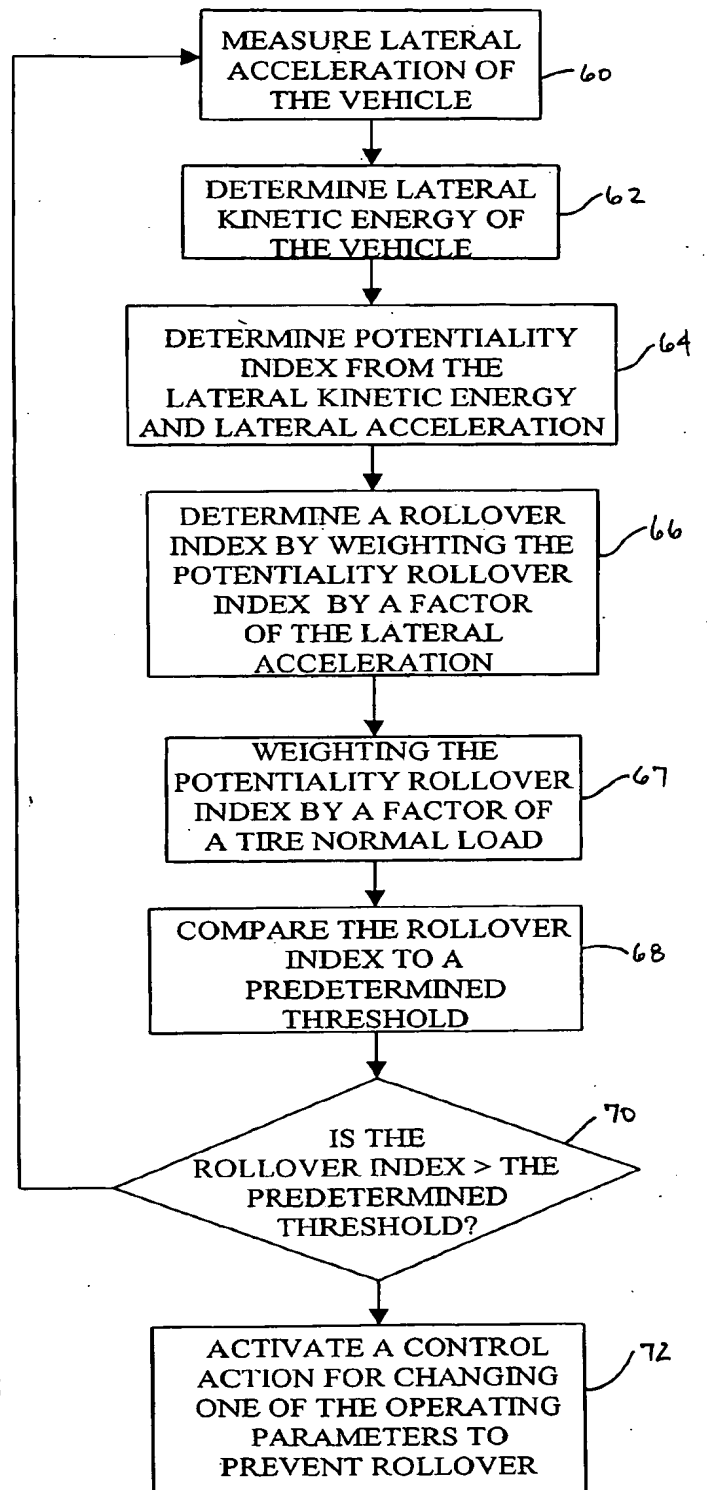 MEASURE LATERAL
ACCELERATION OF
THE VEHICLE
60
DETERMINE LATERAL
KINETIC ENERGY OF
THE VEHICLE
62
DETERMINE POTENTIALITY
INDEX FROM THE
LATERAL KINETIC ENERGY
AND LATERAL ACCELERATION
64
DETERMINE A ROLLOVER
INDEX BY WEIGHTING THE
POTENTIALITY ROLLOVER
INDEX BY A FACTOR
OF THE LATERAL
ACCELERATION
66
WEIGHTING THE
POTENTIALITY ROLLOVER
INDEX BY A FACTOR OF
A TIRE NORMAL LOAD
67
COMPARE THE ROLLOVER
INDEX TO A
PREDETERMINED
THRESHOLD
68
IS THE
ROLLOVER INDEX > THE
PREDETERMINED
THRESHOLD?
70
ACTIVATE A CONTROL
ACTION FOR CHANGING
ONE OF THE OPERATING
PARAMETERS TO
PREVENT ROLLOVER
72